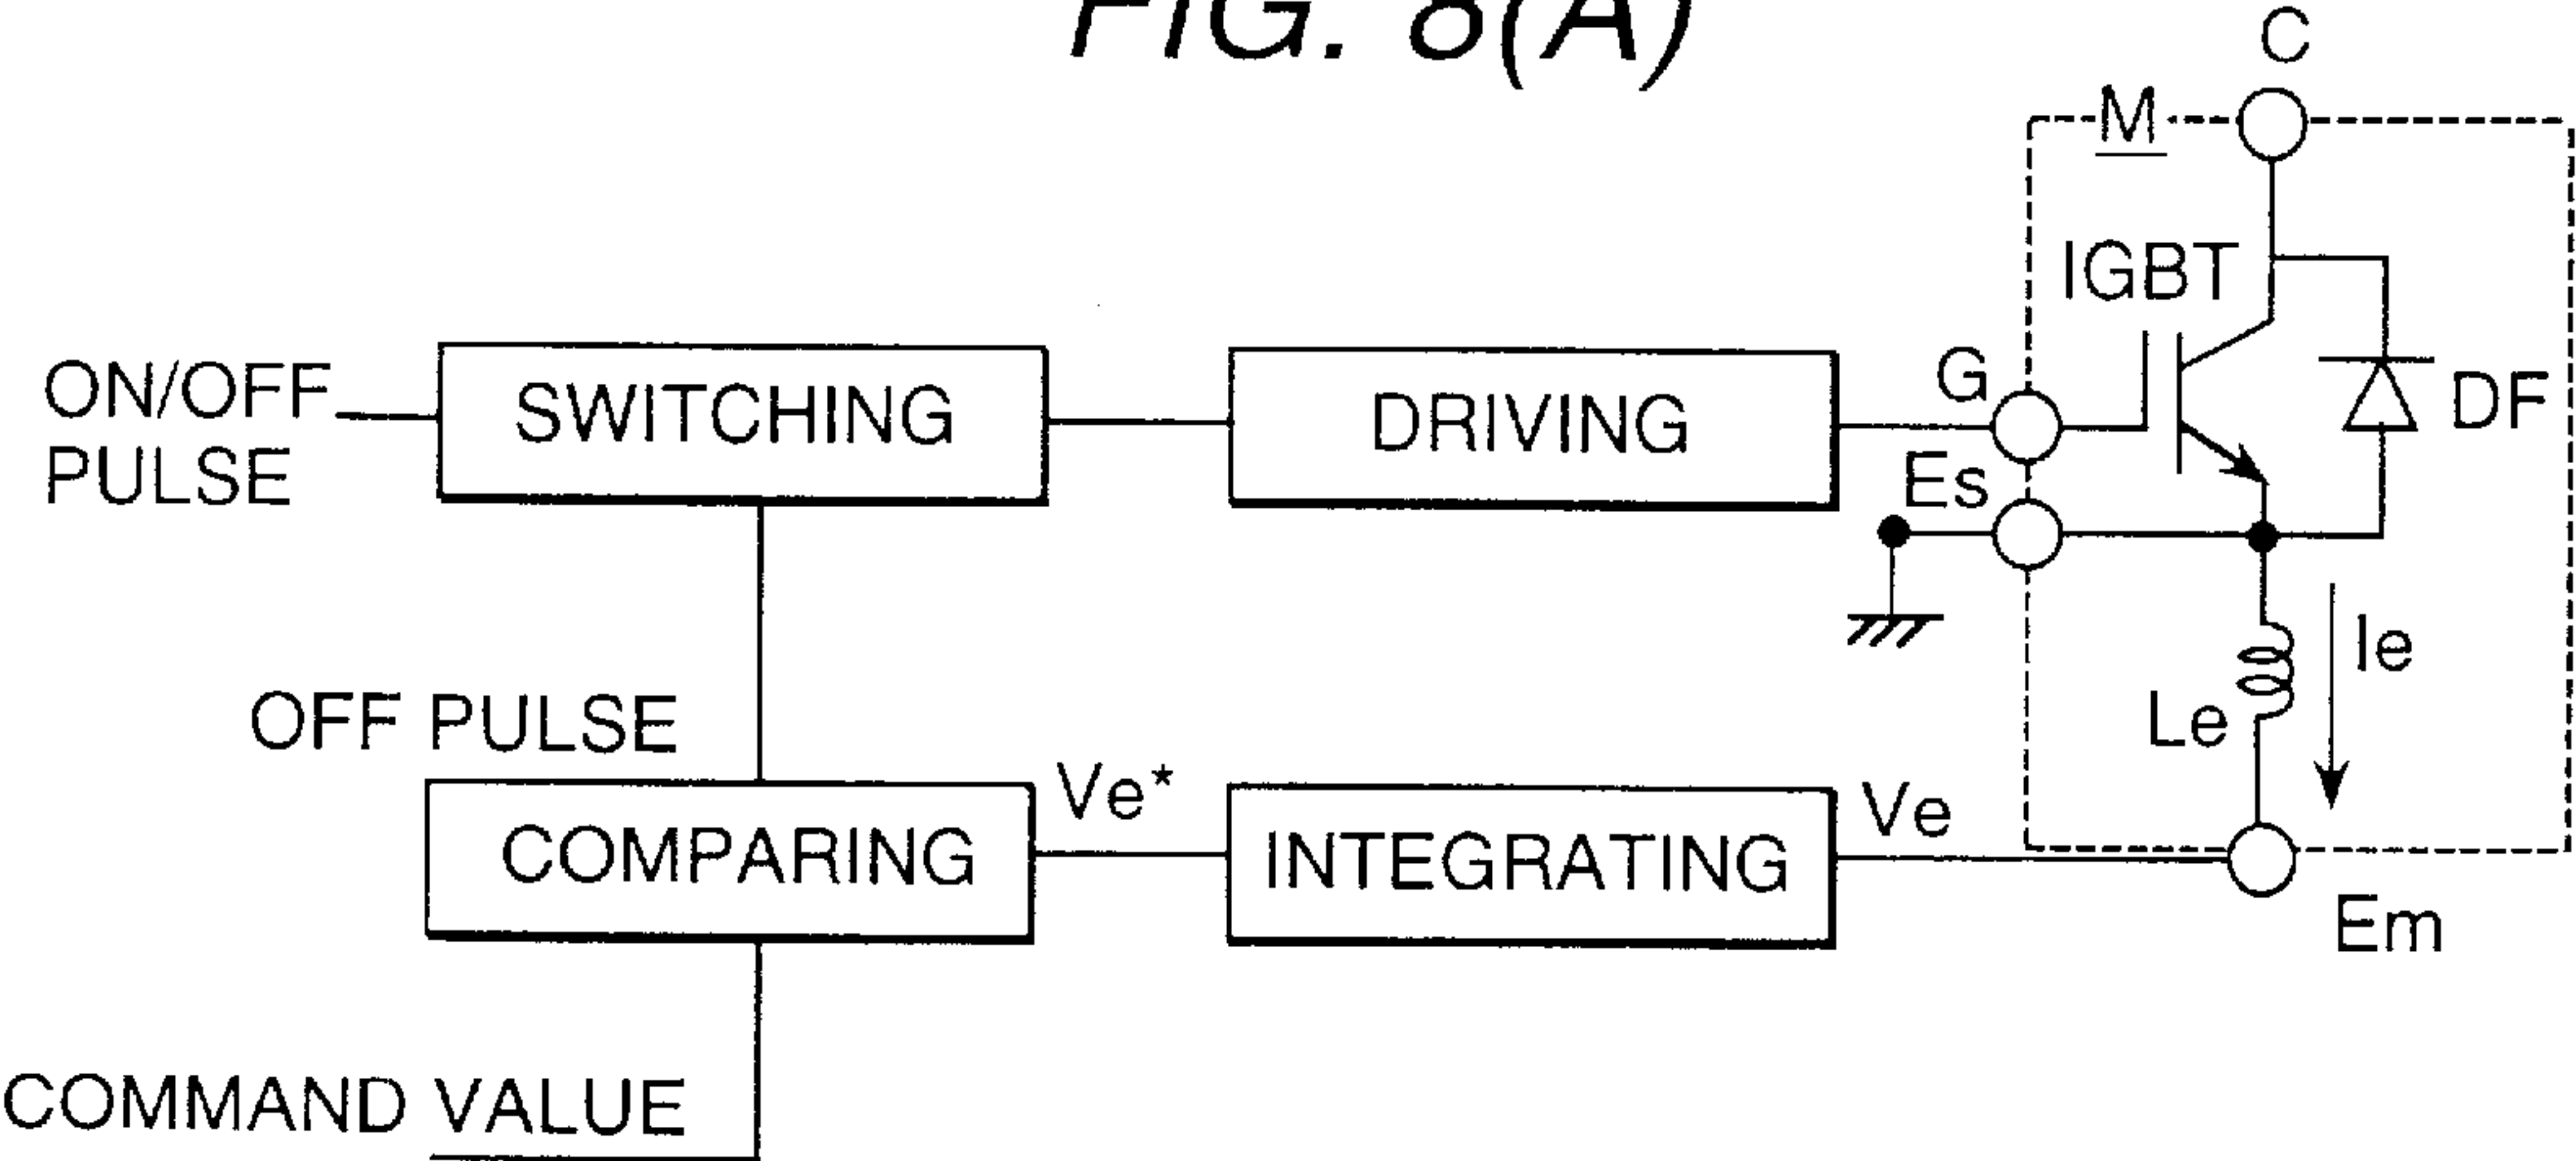 FIG. 8(A)
C
M
IGBT
ON/OFF
PULSE
SWITCHING
DRIVING
G
DF
Es
Ie
OFF PULSE
Le
Ve*
Ve
COMPARING
INTEGRATING
Em
COMMAND VALUE